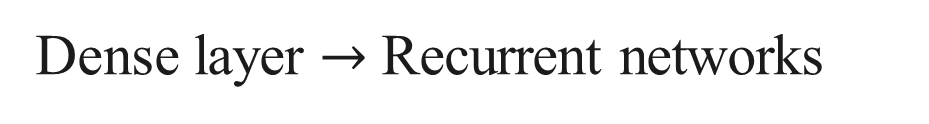 Dense layer → Recurrent networks